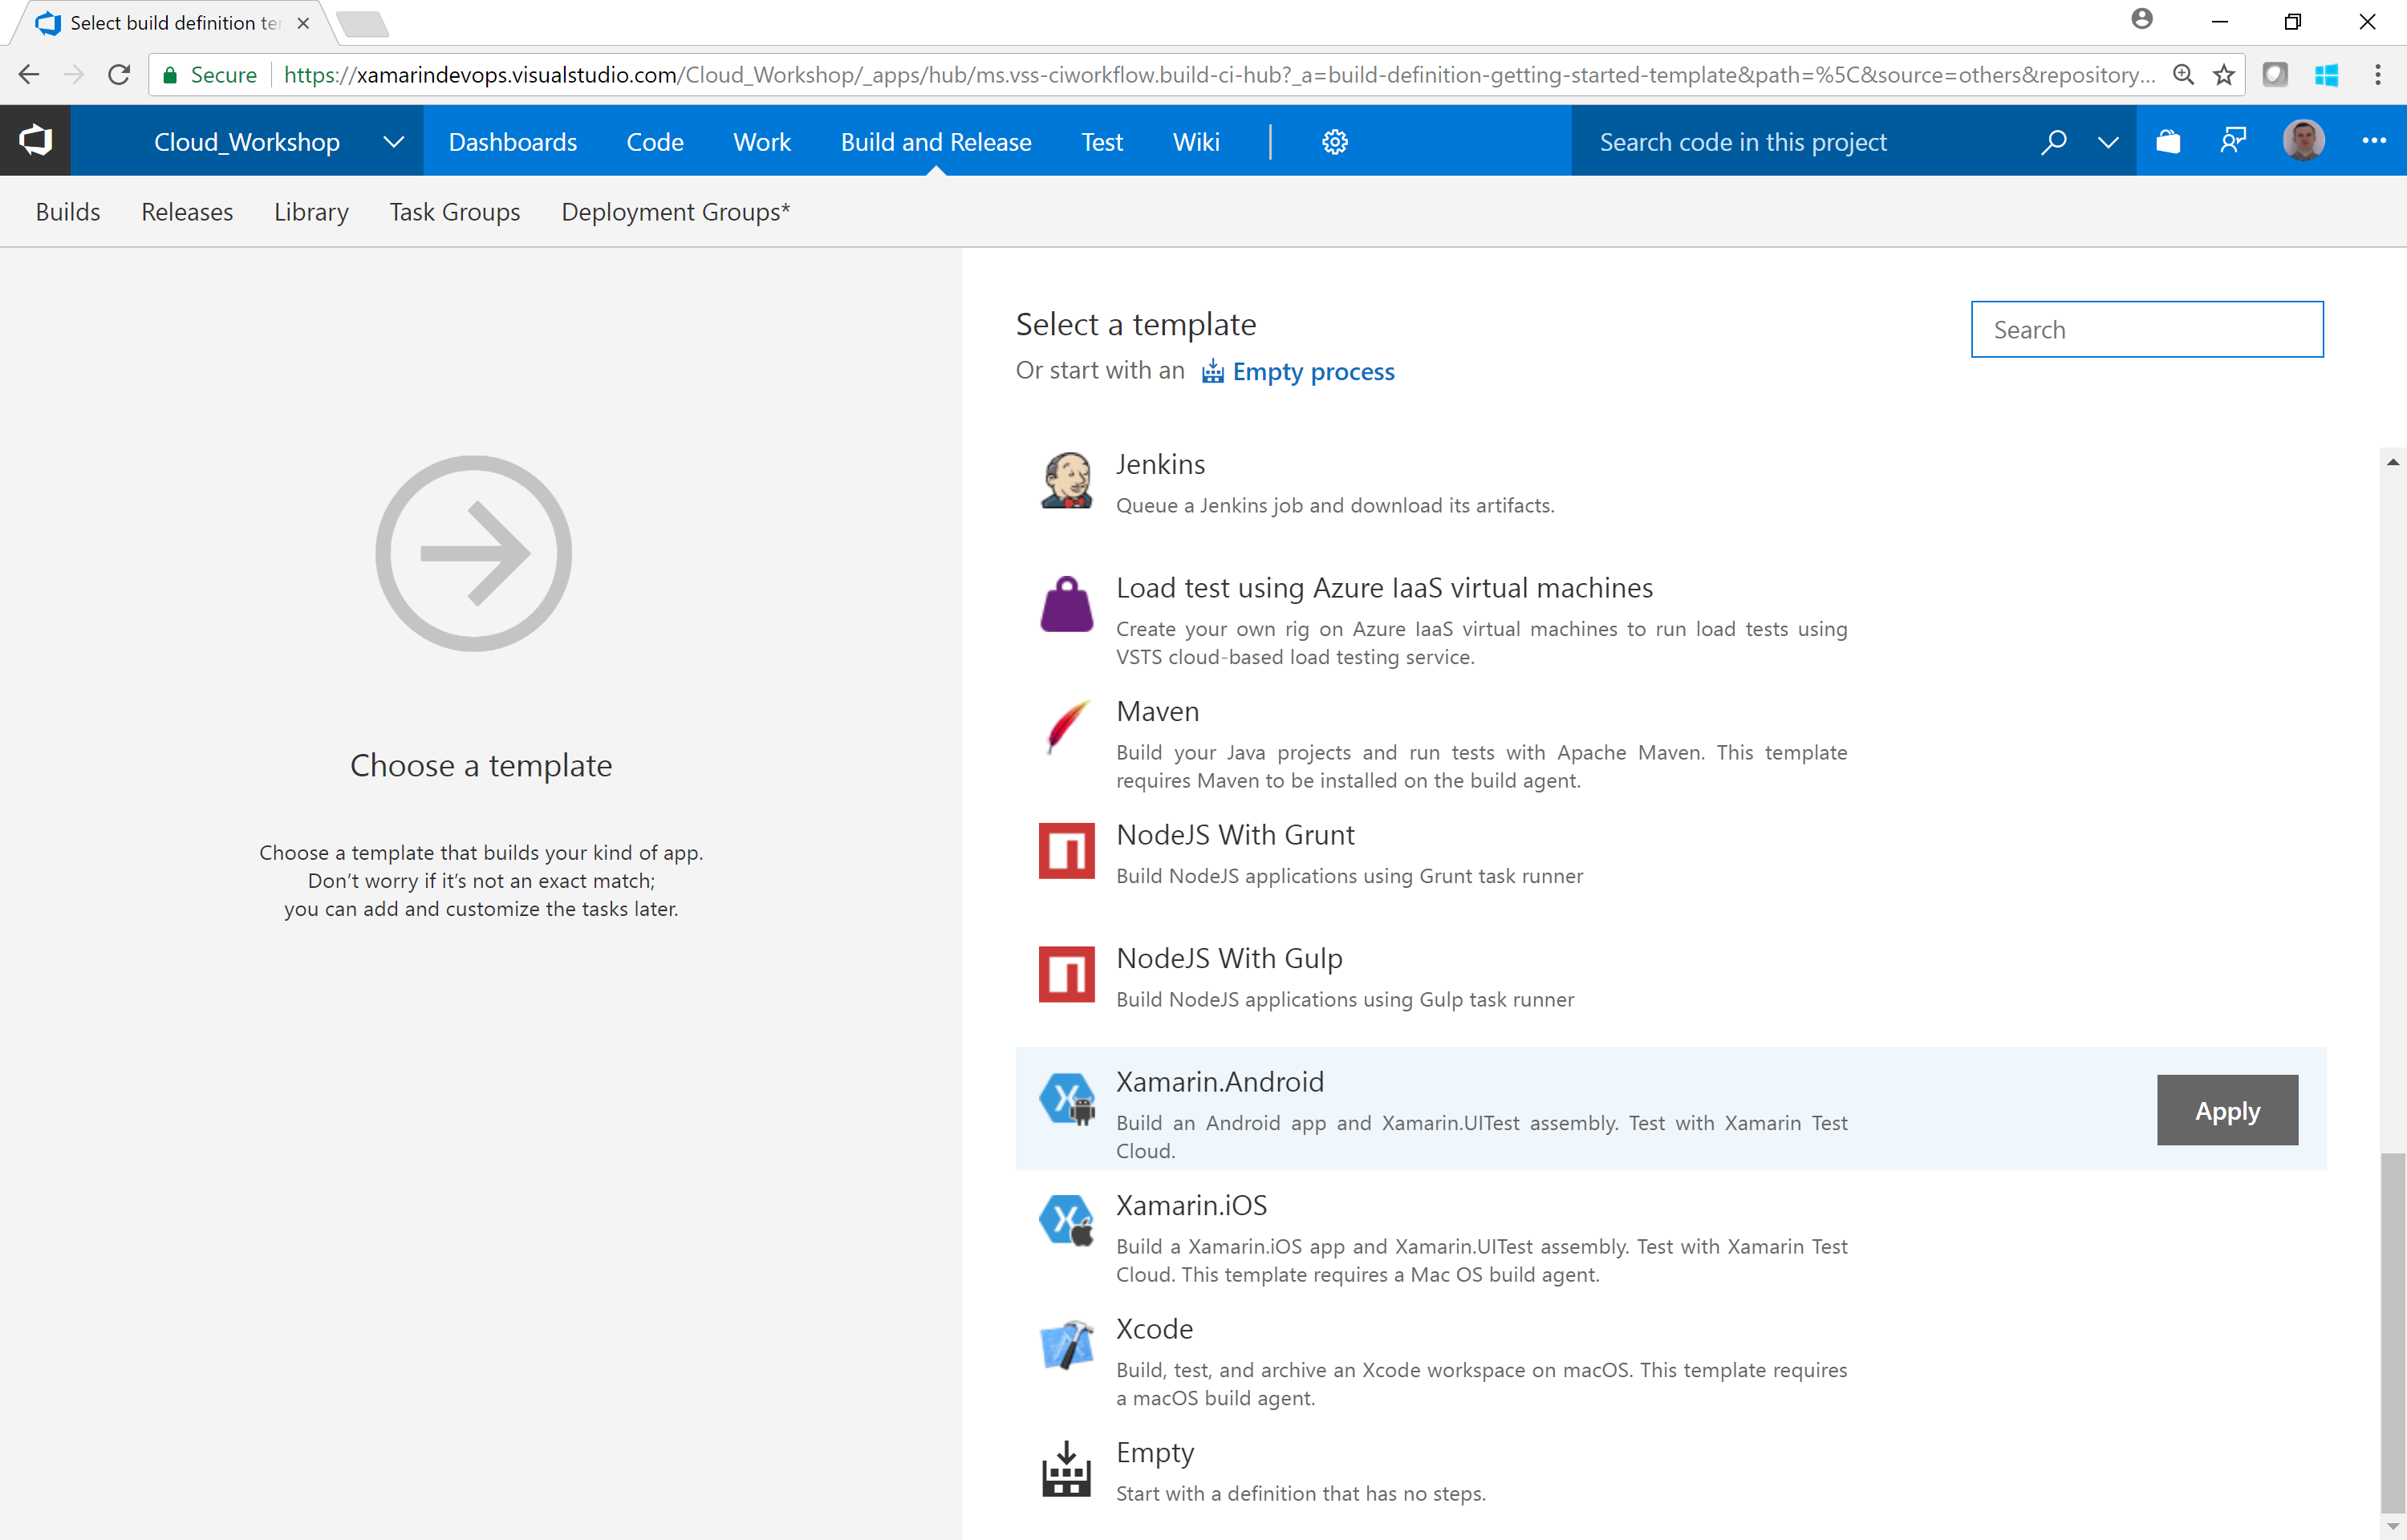 Select build definition te
Secure
https://xamarindevops.visualstudio.com/Cloud_Workshop/_apps/hub/ms.vss-ciworkflow.build-ci-hub?_a=build-definition-getting-started-template&path=%5C&source=others&repository...
Cloud_Workshop
Dashboards
Code
Work
Build and Release
Test
Wiki
Search code in this project
Builds
Releases
Library
Task Groups
Deployment Groups*
Choose a template
Choose a template that builds your kind of app.
Don’t worry if it’s not an exact match;
you can add and customize the tasks later.
Select a template
Search
Or start with an Empty process
Jenkins
Queue a Jenkins job and download its artifacts.
Load test using Azure IaaS virtual machines
Create your own rig on Azure IaaS virtual machines to run load tests using
VSTS cloud-based load testing service.
Maven
Build your Java projects and run tests with Apache Maven. This template
requires Maven to be installed on the build agent.
NodeJS With Grunt
Build NodeJS applications using Grunt task runner
NodeJS With Gulp
Build NodeJS applications using Gulp task runner
Xamarin.Android
Build an Android app and Xamarin.UITest assembly. Test with Xamarin Test
Cloud.
Apply
Xamarin.iOS
Build a Xamarin.iOS app and Xamarin.UITest assembly. Test with Xamarin Test
Cloud. This template requires a Mac OS build agent.
Xcode
Build, test, and archive an Xcode workspace on macOS. This template requires
a macOS build agent.
Empty
Start with a definition that has no steps.